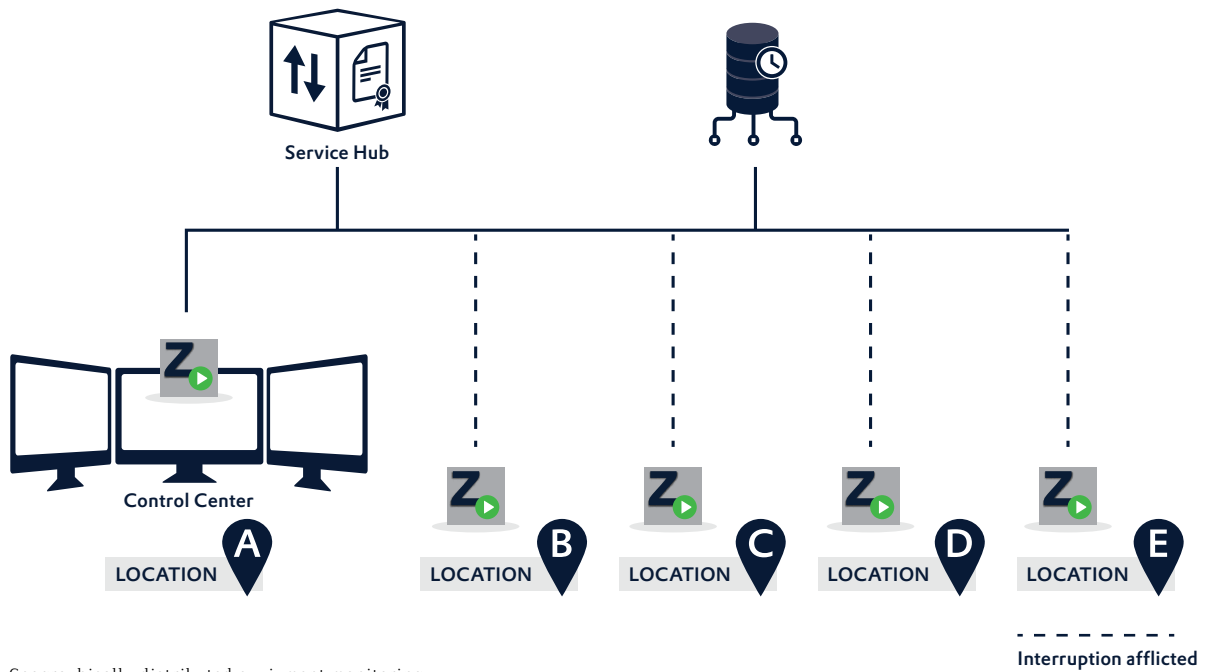 Service Hub
Z
Control Center
Z
Z
Z
Z
A
B
C
D
E
LOCATION
LOCATION
LOCATION
LOCATION
LOCATION
Interruption afflicted